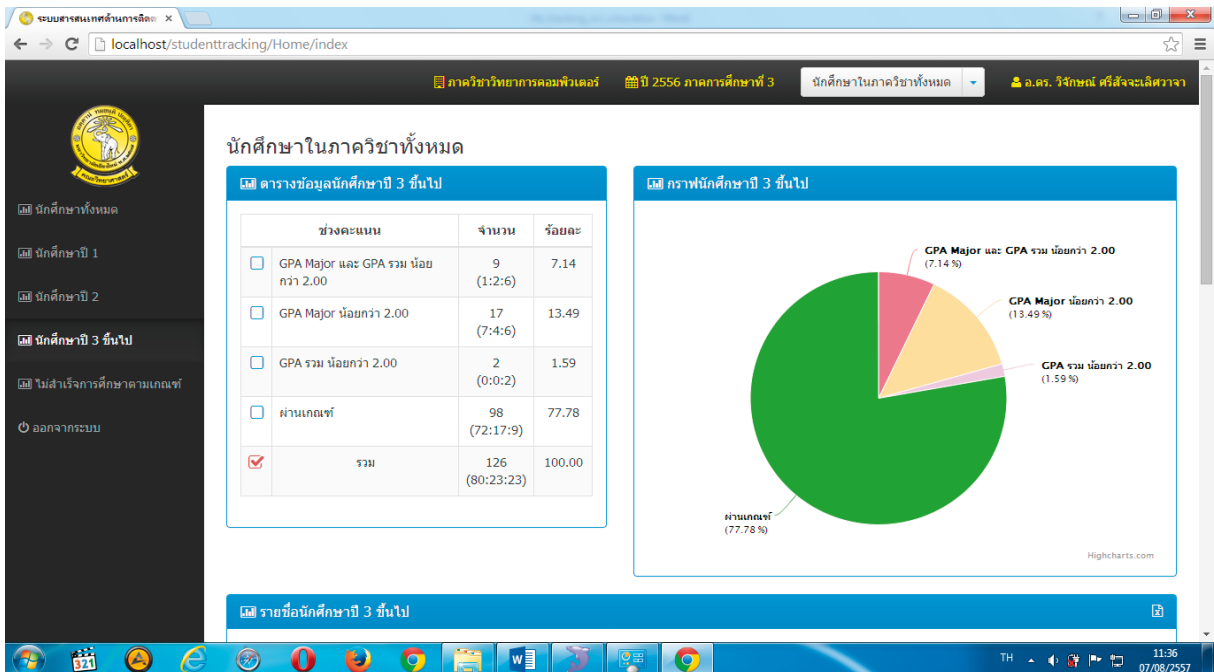 ระบบสารสนเทศด้านการติดต
localhost/studenttracking/Home/index
ภาควิชาวิทยาการคอมพิวเตอร์ ปี 2556 ภาคการศึกษาที่ 3 นักศึกษาในภาควิชาทั้งหมด อ.ดร. วิจักษณ์ ศรีสัจจะเลิศวาจา
นักศึกษาทั้งหมด
นักศึกษาปี 1
นักศึกษาปี 2
นักศึกษาปี 3 ขึ้นไป
ไม่สำเร็จการศึกษาตามเกณฑ์
ออกจากระบบ
นักศึกษาในภาควิชาทั้งหมด
ตารางข้อมูลนักศึกษาปี 3 ขึ้นไป
ช่วงคะแนน จำนวน ร้อยละ
GPA Major และ GPA รวม น้อย 9 7.14
กว่า 2.00 (1:2:6)
GPA Major น้อยกว่า 2.00 17 13.49
(7:4:6)
GPA รวม น้อยกว่า 2.00 2 1.59
(0:0:2)
ผ่านเกณฑ์ 98 77.78
(72:17:9)
รวม 126 100.00
(80:23:23)
กราฟนักศึกษาปี 3 ขึ้นไป
GPA Major และ GPA รวม น้อยกว่า 2.00
(7.14 %)
GPA Major น้อยกว่า 2.00
(13.49 %)
GPA รวม น้อยกว่า 2.00
(1.59 %)
ผ่านเกณฑ์
(77.78 %)
Highcharts.com
รายชื่อนักศึกษาปี 3 ขึ้นไป
321
TH
11:36
07/08/2557